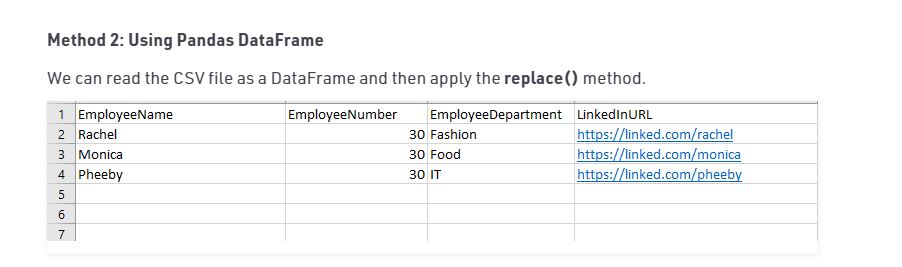 Method 2: Using Pandas DataFrame
We can read the CSV file as a DataFrame and then apply the replace() method.
1 EmployeeName EmployeeNumber EmployeeDepartment LinkedInURL
2 Rachel 30 Fashion https://linked.com/rachel
3 Monica 30 Food https://linked.com/monica
4 Pheeby 30 IT https://linked.com/pheeby
5
6
7